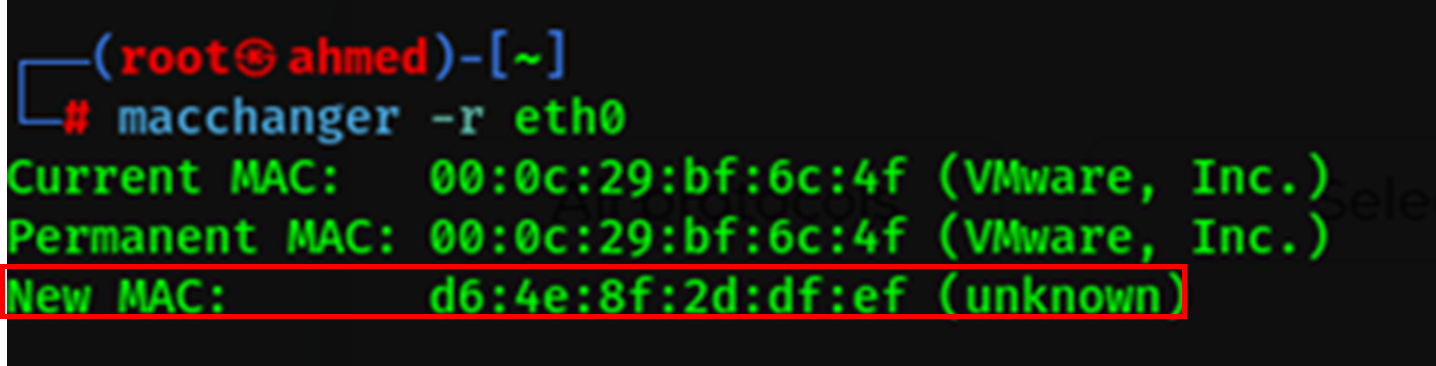 ┌──(root㉿ahmed)-[~]
└─# macchanger -r eth0
Current MAC:   00:0c:29:bf:6c:4f (VMware, Inc.)
Permanent MAC: 00:0c:29:bf:6c:4f (VMware, Inc.)
New MAC:       d6:4e:8f:2d:df:ef (unknown)